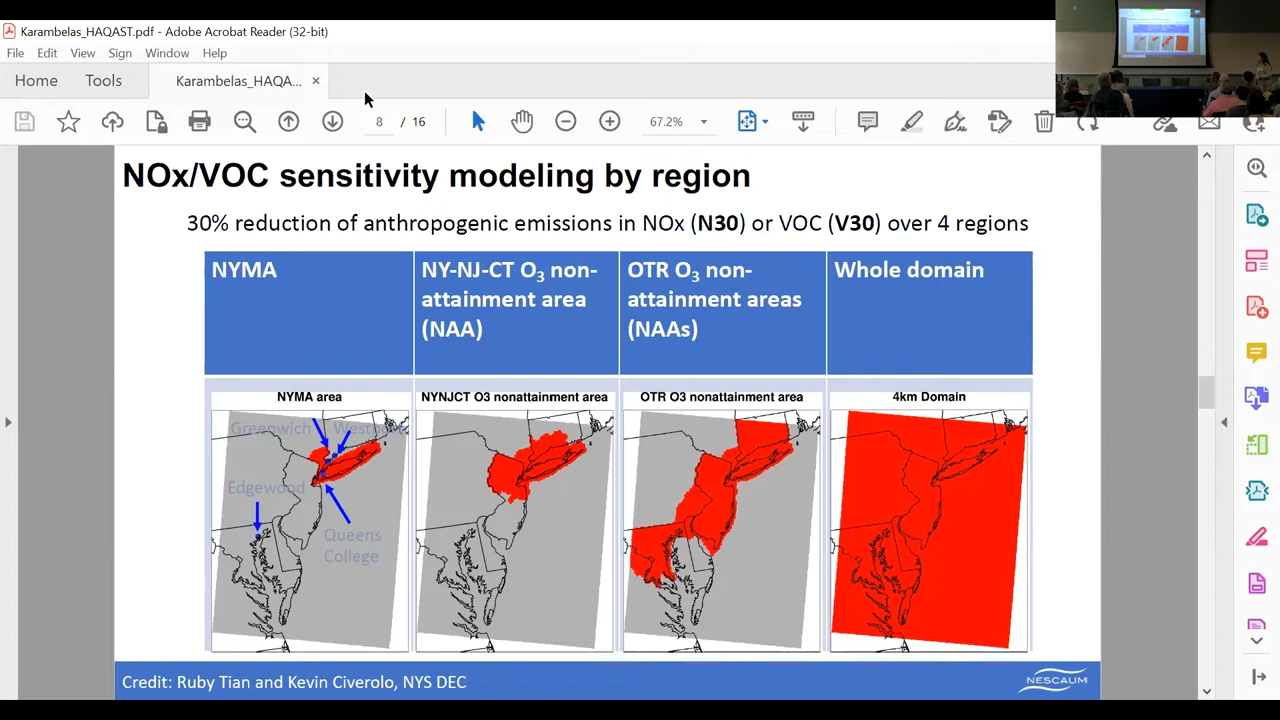 Karambelas_HAQAST.pdf - Adobe Acrobat Reader (32-bit)
File Edit View Sign Window Help
Home Tools Karambelas_HAQA... ×
8 / 16 67.2%
NOx/VOC sensitivity modeling by region
30% reduction of anthropogenic emissions in NOx (N30) or VOC (V30) over 4 regions
NYMA
NY-NJ-CT O3 non-
attainment area
(NAA)
OTR O3 non-
attainment areas
(NAAs)
Whole domain
NYMA area
Greenwich
Edgewood
Queens
College
NYNJCT O3 nonattainment area
OTR O3 nonattainment area
4km Domain
Credit: Ruby Tian and Kevin Civerolo, NYS DEC
NESCAUM